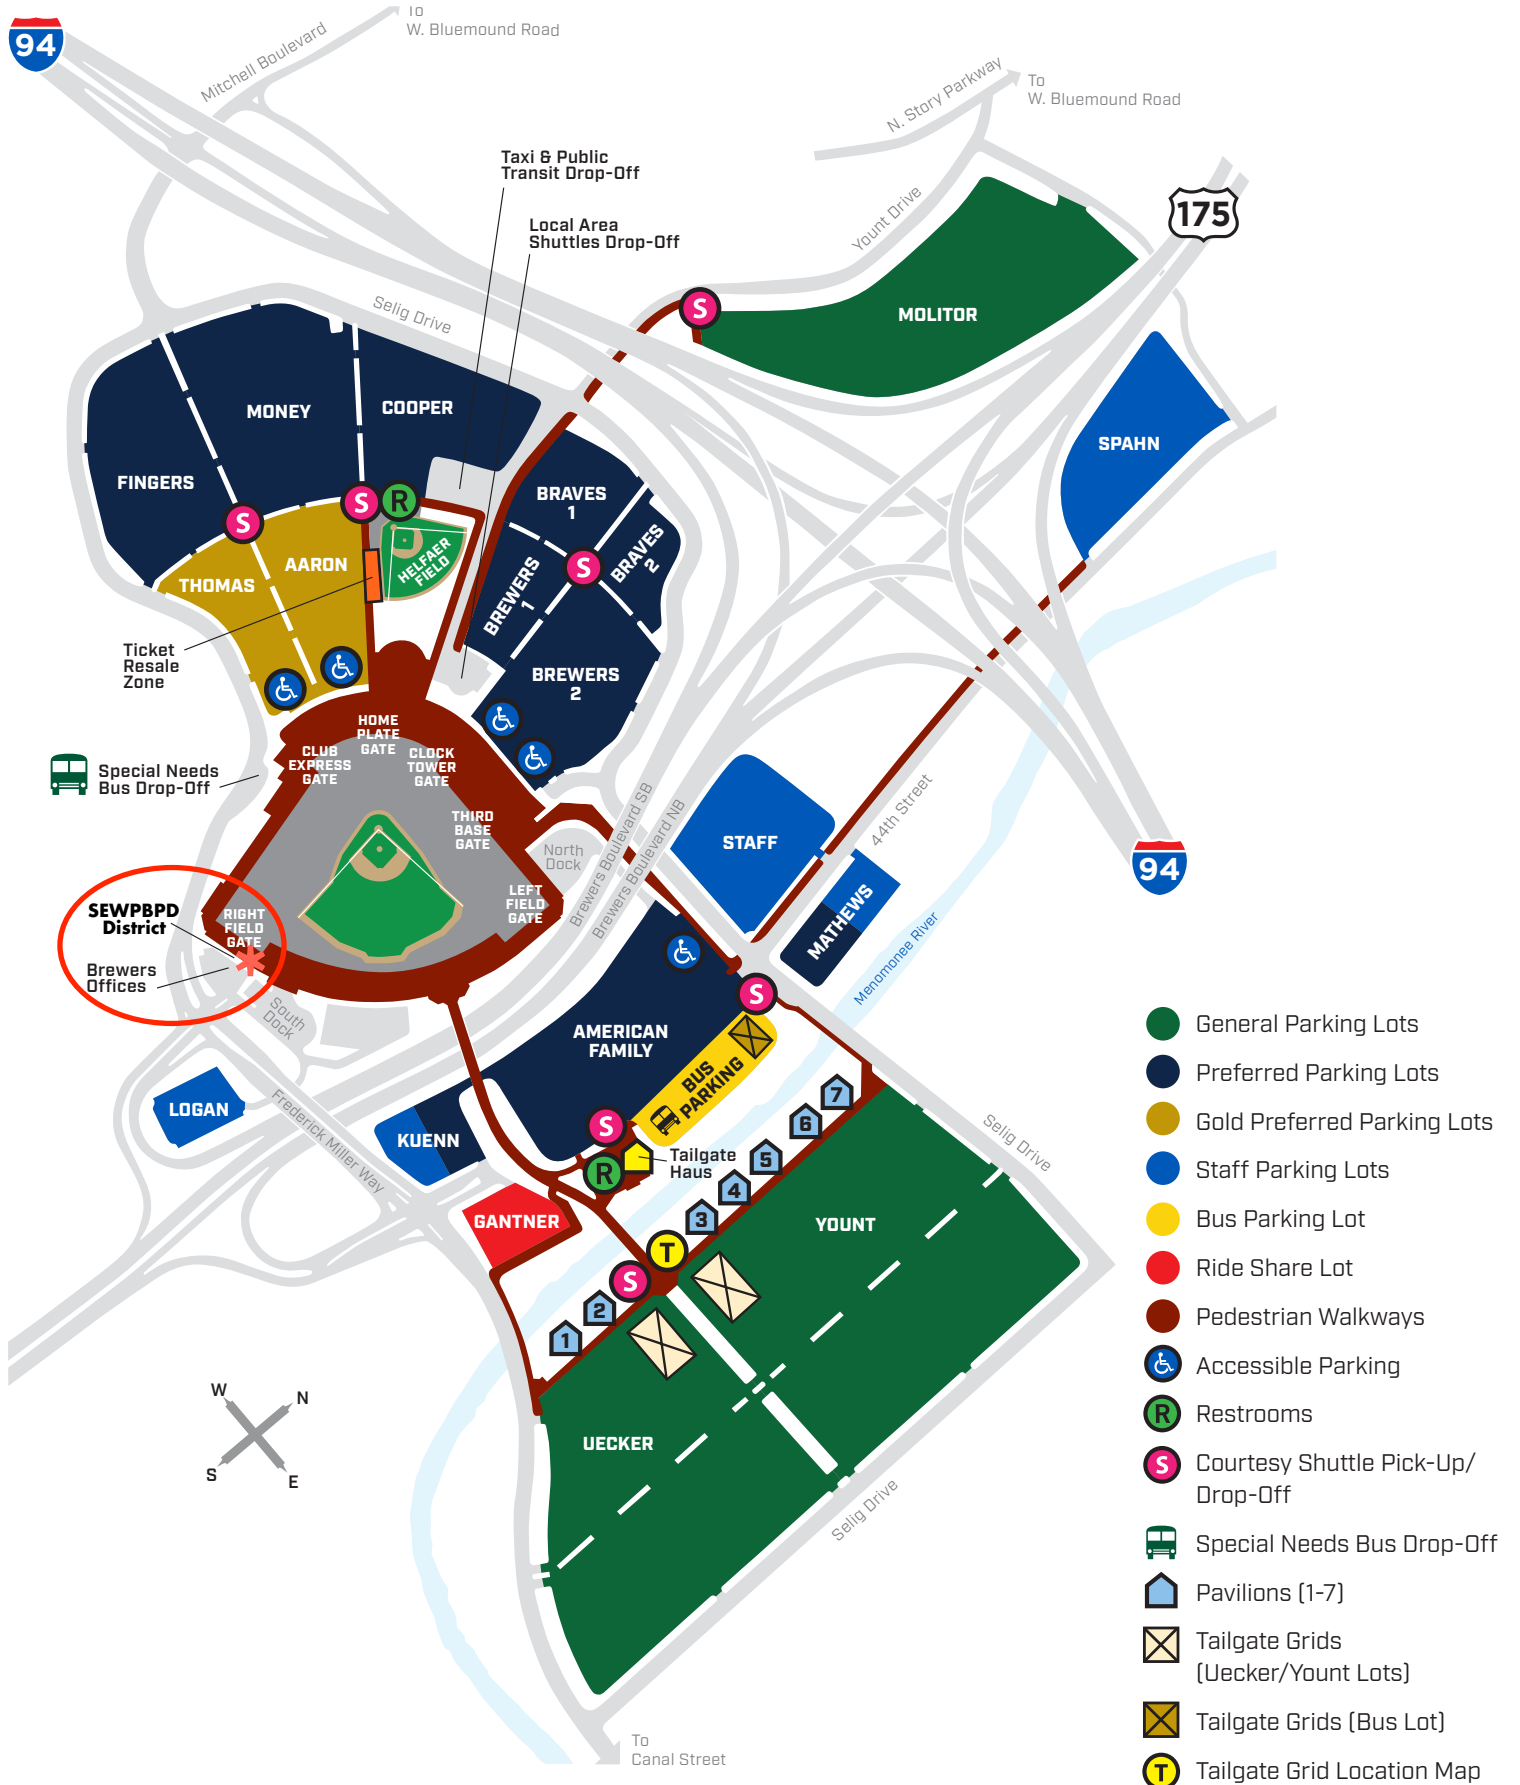 94
To
W. Bluemound Road
Mitchell Boulevard
N. Story Parkway
To
W. Bluemound Road
Taxi & Public
Transit Drop-Off
Local Area
Shuttles Drop-Off
Yount Drive
175
Selig Drive
S
MOLITOR
MONEY
COOPER
FINGERS
SPAHN
S
S
R
BRAVES
1
BRAVES
2
S
BREWERS
1
BREWERS
2
THOMAS
AARON
HELFAER
FIELD
Ticket
Resale
Zone
HOME
PLATE
GATE
CLUB
EXPRESS
GATE
CLOCK
TOWER
GATE
THIRD
BASE
GATE
LEFT
FIELD
GATE
RIGHT
FIELD
GATE
Special Needs
Bus Drop-Off
North
Dock
Brewers Boulevard SB
Brewers Boulevard NB
STAFF
44th Street
94
MATHEWS
Menomonee River
SEWPBPD
District
Brewers
Offices
South
Dock
S
AMERICAN
FAMILY
BUS
PARKING
LOGAN
Frederick Miller Way
KUENN
S
R
Tailgate
Haus
7
6
5
4
3
T
S
2
1
GANTNER
YOUNT
Selig Drive
UECKER
Selig Drive
W
N
S
E
To
Canal Street
General Parking Lots
Preferred Parking Lots
Gold Preferred Parking Lots
Staff Parking Lots
Bus Parking Lot
Ride Share Lot
Pedestrian Walkways
Accessible Parking
R Restrooms
S Courtesy Shuttle Pick-Up/
Drop-Off
Special Needs Bus Drop-Off
Pavilions (1-7)
Tailgate Grids
(Uecker/Yount Lots)
Tailgate Grids (Bus Lot)
T Tailgate Grid Location Map